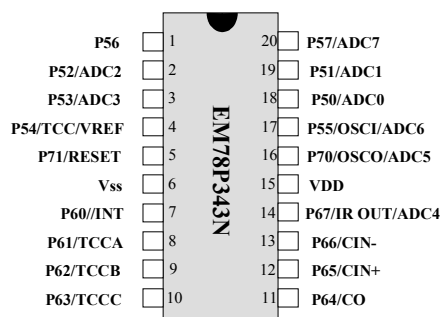 P56 1 20 P57/ADC7
P52/ADC2 2 19 P51/ADC1
P53/ADC3 3 18 P50/ADC0
P54/TCC/VREF 4 17 P55/OSCI/ADC6
P71/RESET 5 16 P70/OSCO/ADC5
Vss 6 15 VDD
P60//INT 7 14 P67/IR OUT/ADC4
P61/TCCA 8 13 P66/CIN-
P62/TCCB 9 12 P65/CIN+
P63/TCCC 10 11 P64/CO
EM78P343N